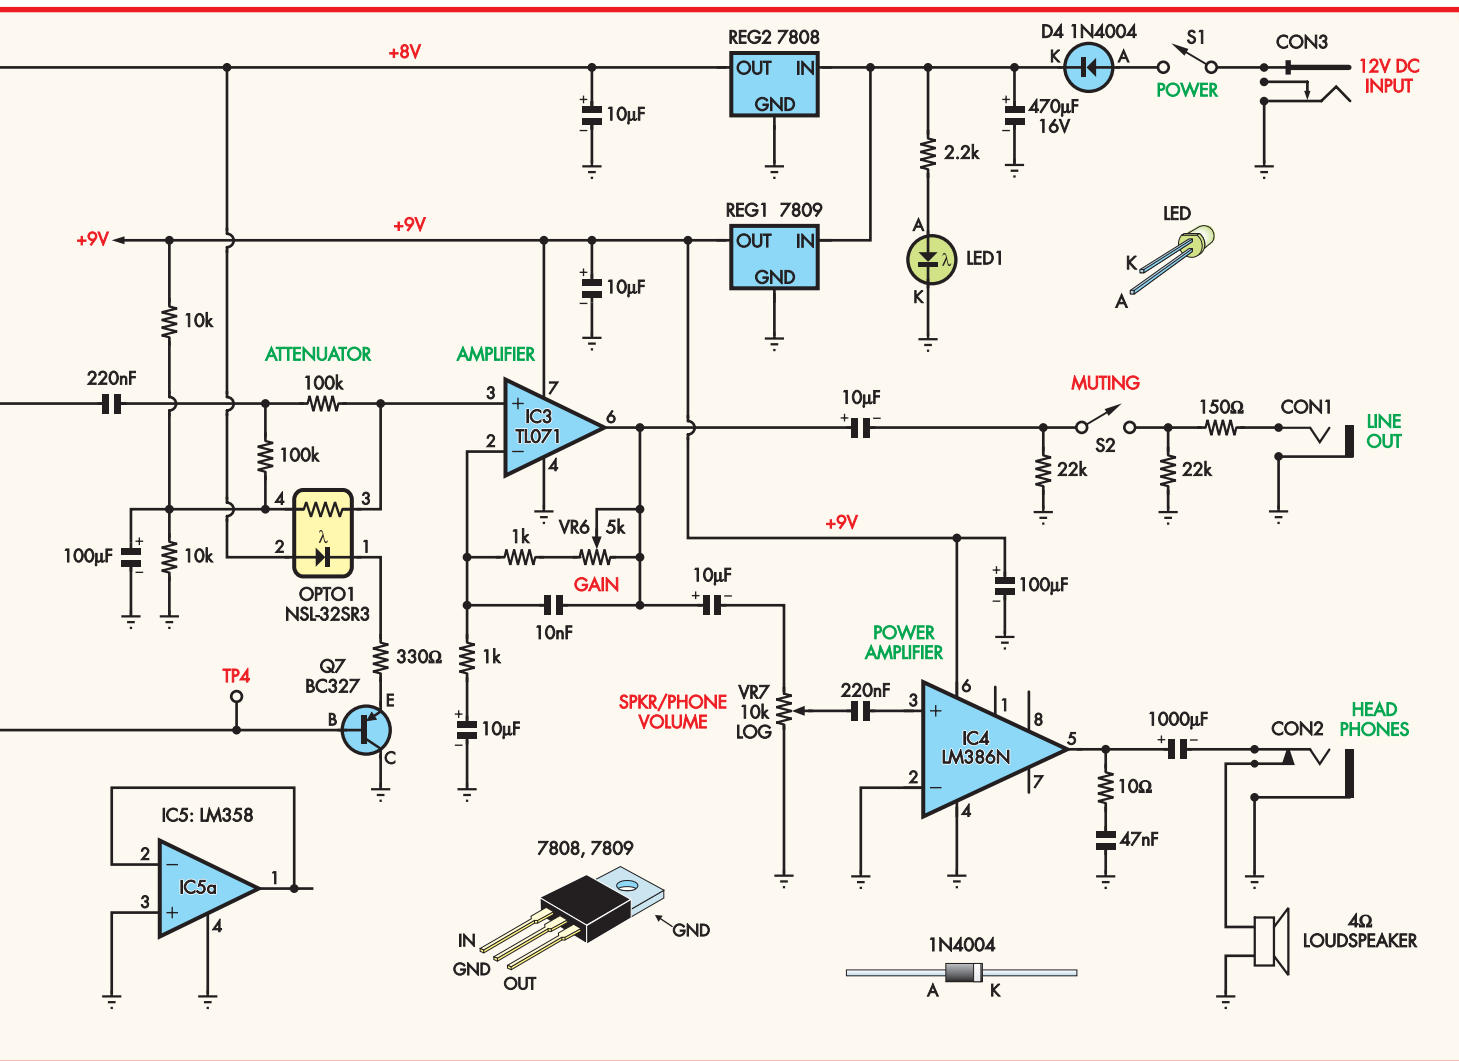 D4 1N4004
S1
CON3
REG2 7808
+8V
K
A
OUT
IN
GND
12V DC
INPUT
POWER
+
10µF
−
+
470µF
16V
−
2.2k
REG1 7809
+9V
+9V
OUT
IN
GND
A
λ
LED1
K
LED
K
A
+
10µF
−
10k
ATTENUATOR
AMPLIFIER
220nF
100k
3
+
7
IC3
TL071
6
2
−
4
10µF
+
−
MUTING
S2
150Ω
CON1
LINE
OUT
22k
22k
100k
4
3
λ
2
1
OPTO1
NSL-32SR3
100µF
+
−
10k
1k
VR6
5k
GAIN
10nF
10µF
+
−
+9V
+
100µF
−
330Ω
1k
TP4
Q7
BC327
B
E
C
+
10µF
−
SPKR/PHONE
VOLUME
VR7
10k
LOG
220nF
POWER
AMPLIFIER
3
+
6
1
8
IC4
LM386N
5
2
−
7
4
10Ω
47nF
1000µF
+
−
CON2
HEAD
PHONES
IC5: LM358
2
−
IC5a
1
3
+
4
7808, 7809
IN
GND
OUT
GND
1N4004
A
K
4Ω
LOUDSPEAKER